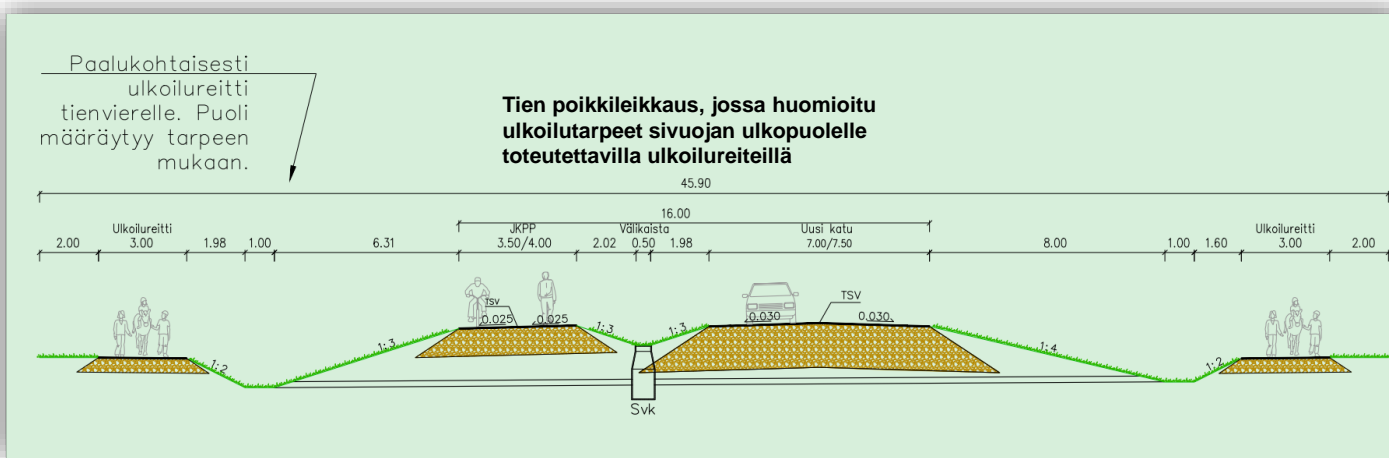 Paalukohtaisesti
ulkoilureitti
tienvierelle. Puoli
määräytyy tarpeen
mukaan.
Tien poikkileikkaus, jossa huomioitu
ulkoilutarpeet sivuojan ulkopuolelle
toteutettavilla ulkoilureiteillä
45.90
16.00
Ulkoilureitti JKPP Välikaista Uusi katu Ulkoilureitti
2.00 3.00 1.98 1.00 6.31 3.50/4.00 2.02 0.50 1.98 7.00/7.50 8.00 1.00 1.60 3.00 2.00
TSV TSV
0.025 0.025 0.030 0.030
1:2 1:3 1:3 1:3 1:4 1:2
Svk